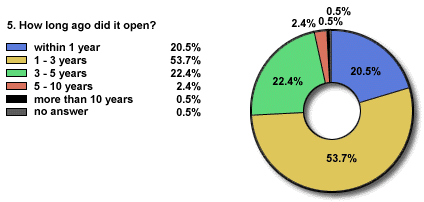 5. How long ago did it open?
within 1 year 20.5%
1 - 3 years 53.7%
3 - 5 years 22.4%
5 - 10 years 2.4%
more than 10 years 0.5%
no answer 0.5%
0.5%
2.4% 0.5%
20.5%
22.4%
53.7%